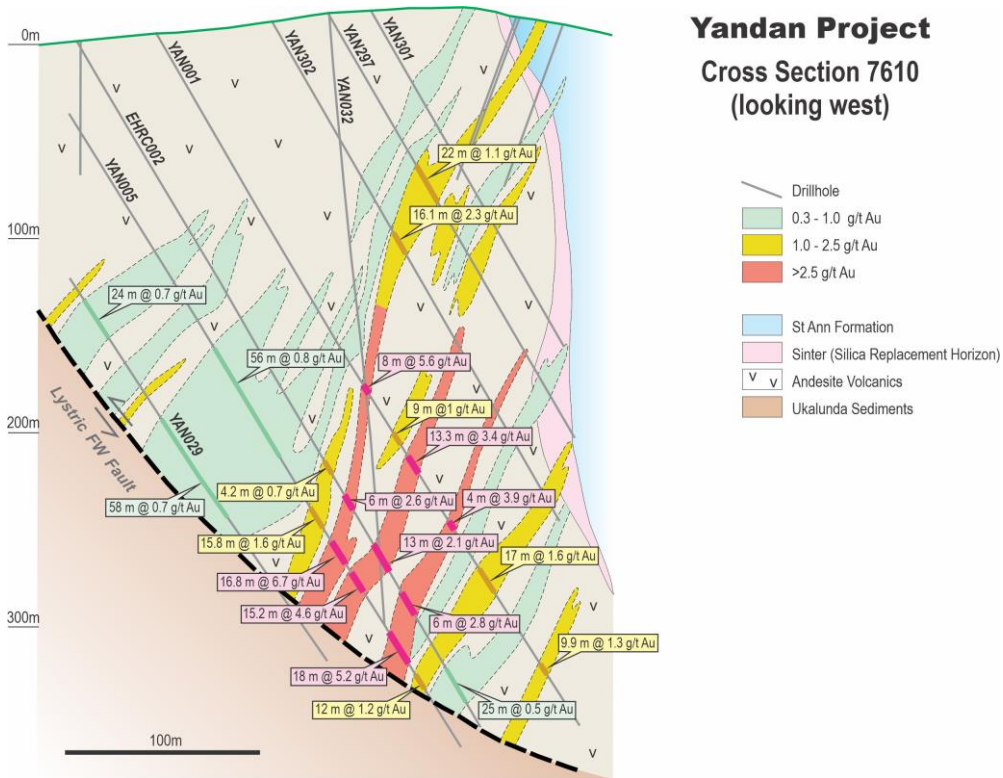 Yandan Project
Cross Section 7610
(looking west)
0m
100m
200m
300m
YAN001
YAN302
YAN297
YAN301
YAN032
EHRC002
YAN005
YAN029
22 m @ 1.1 g/t Au
16.1 m @ 2.3 g/t Au
24 m @ 0.7 g/t Au
56 m @ 0.8 g/t Au
8 m @ 5.6 g/t Au
9 m @1 g/t Au
13.3 m @ 3.4 g/t Au
4.2 m @ 0.7 g/t Au
6 m @ 2.6 g/t Au
4 m @ 3.9 g/t Au
58 m @ 0.7 g/t Au
15.8 m @ 1.6 g/t Au
13 m @ 2.1 g/t Au
17 m @ 1.6 g/t Au
16.8 m @ 6.7 g/t Au
15.2 m @ 4.6 g/t Au
6 m @ 2.8 g/t Au
9.9 m @ 1.3 g/t Au
18 m @ 5.2 g/t Au
12 m @ 1.2 g/t Au
25 m @ 0.5 g/t Au
Lystric FW Fault
100m
Drillhole
0.3 - 1.0 g/t Au
1.0 - 2.5 g/t Au
>2.5 g/t Au
St Ann Formation
Sinter (Silica Replacement Horizon)
v v Andesite Volcanics
Ukalunda Sediments